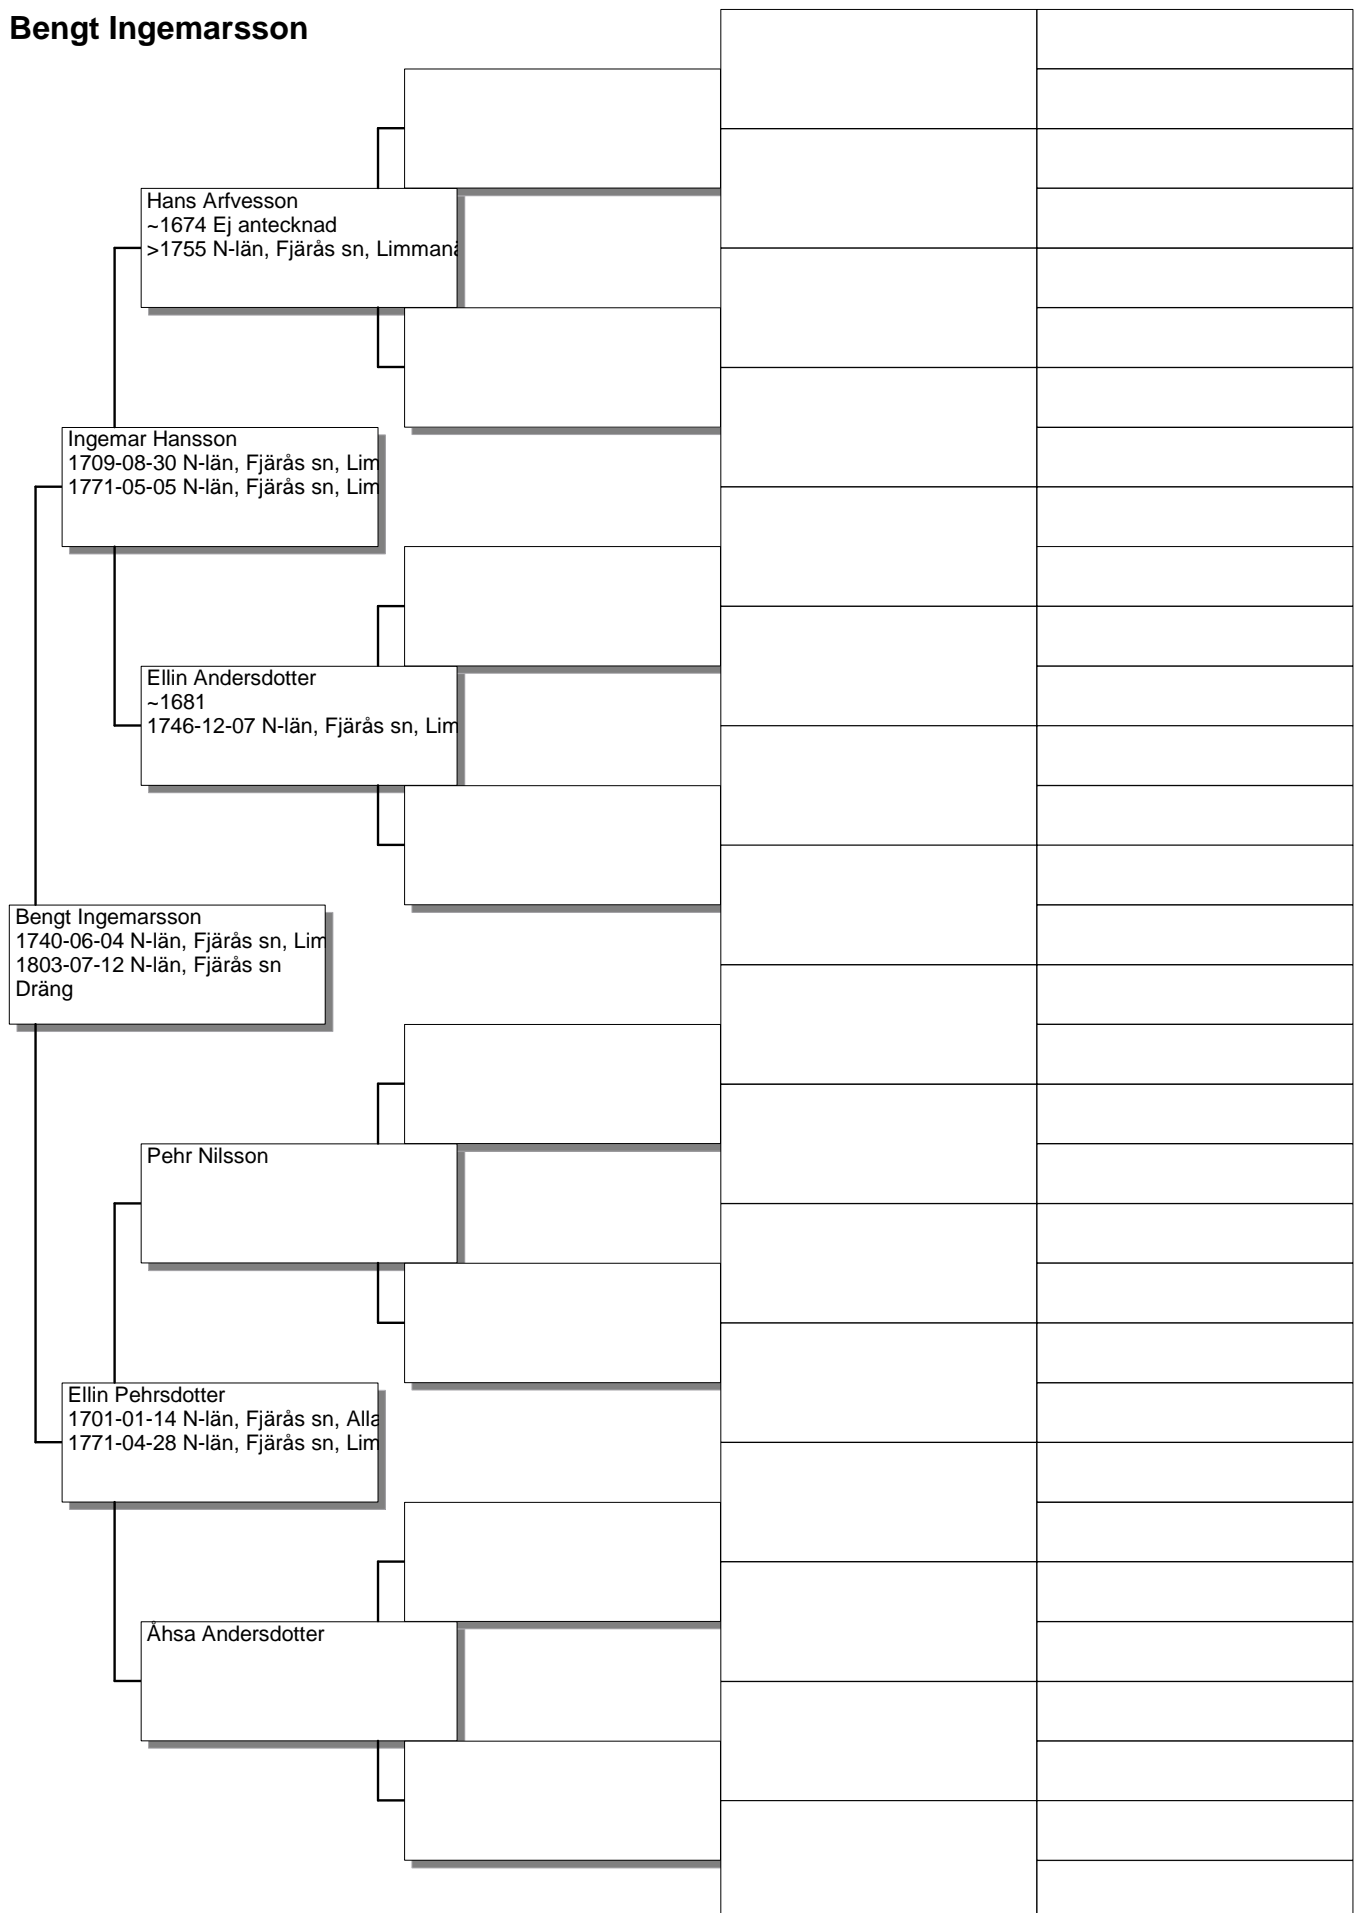 Bengt Ingemarsson
Hans Arfvesson
~1674 Ej antecknad
>1755 N-län, Fjärås sn, Limmanä
Ingemar Hansson
1709-08-30 N-län, Fjärås sn, Lim
1771-05-05 N-län, Fjärås sn, Lim
Ellin Andersdotter
~1681
1746-12-07 N-län, Fjärås sn, Lim
Bengt Ingemarsson
1740-06-04 N-län, Fjärås sn, Lim
1803-07-12 N-län, Fjärås sn
Dräng
Pehr Nilsson
Ellin Pehrsdotter
1701-01-14 N-län, Fjärås sn, Alla
1771-04-28 N-län, Fjärås sn, Lim
Åhsa Andersdotter